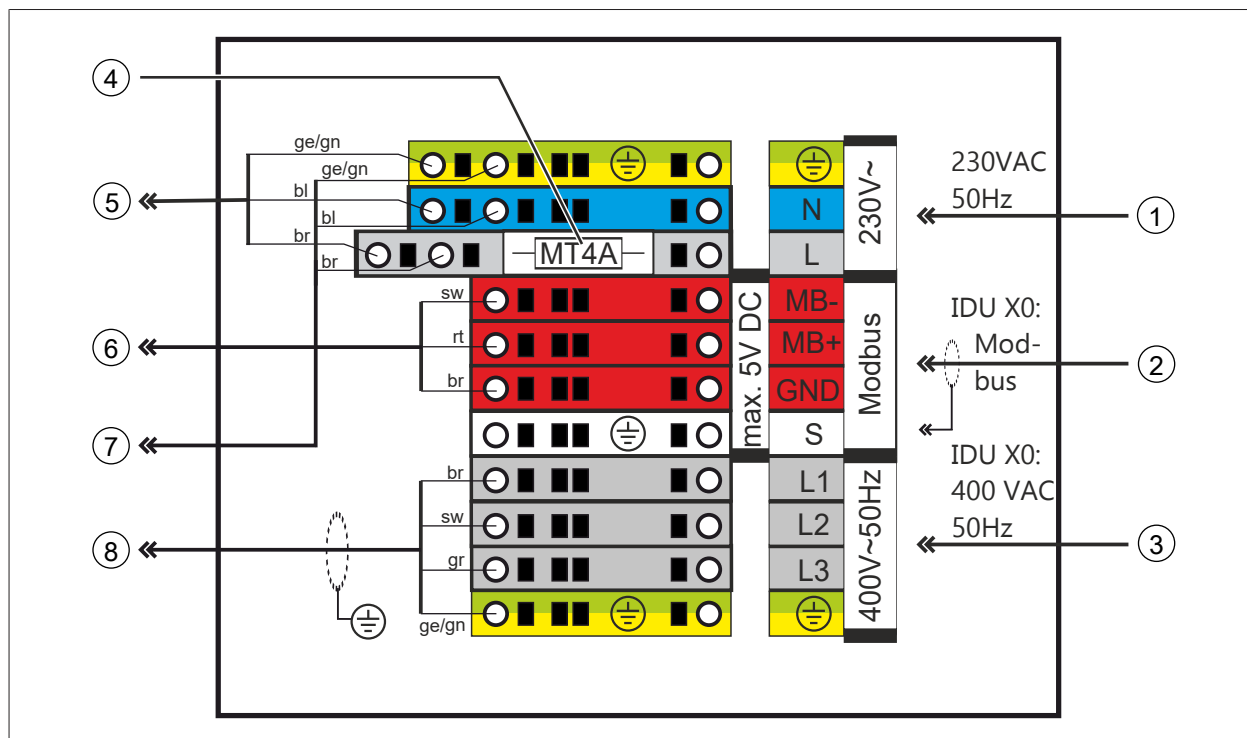 4
ge/gn
ge/gn
5
bl
bl
br
br
MT4A
N
L
230V~
230VAC
50Hz
1
sw
6
rt
br
max. 5V DC
MB-
MB+
GND
S
Modbus
IDU X0:
Mod-
bus
2
7
br
sw
8
gr
ge/gn
L1
L2
L3
400V~50Hz
IDU X0:
400 VAC
50Hz
3